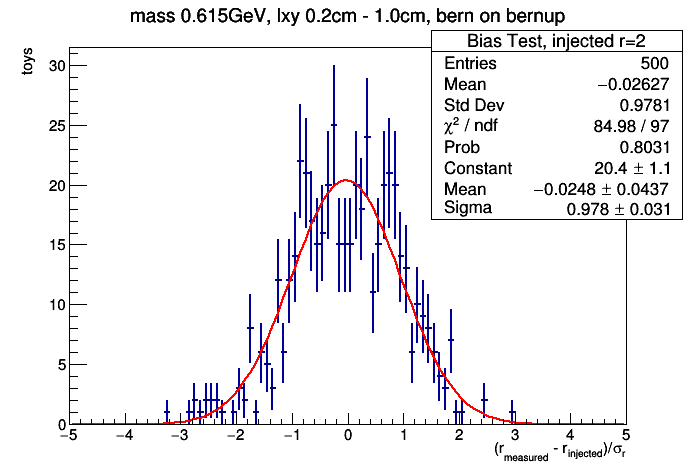 mass 0.615GeV, lxy 0.2cm - 1.0cm, bern on bernup
Bias Test, injected r=2
Entries 500
Mean −0.02627
Std Dev 0.9781
χ² / ndf 84.98 / 97
Prob 0.8031
Constant 20.4 ± 1.1
Mean −0.0248 ± 0.0437
Sigma 0.978 ± 0.031
toys
30
25
20
15
10
5
0
−5 −4 −3 −2 −1 0 1 2 3 4 5
(r_measured - r_injected)/σ_r